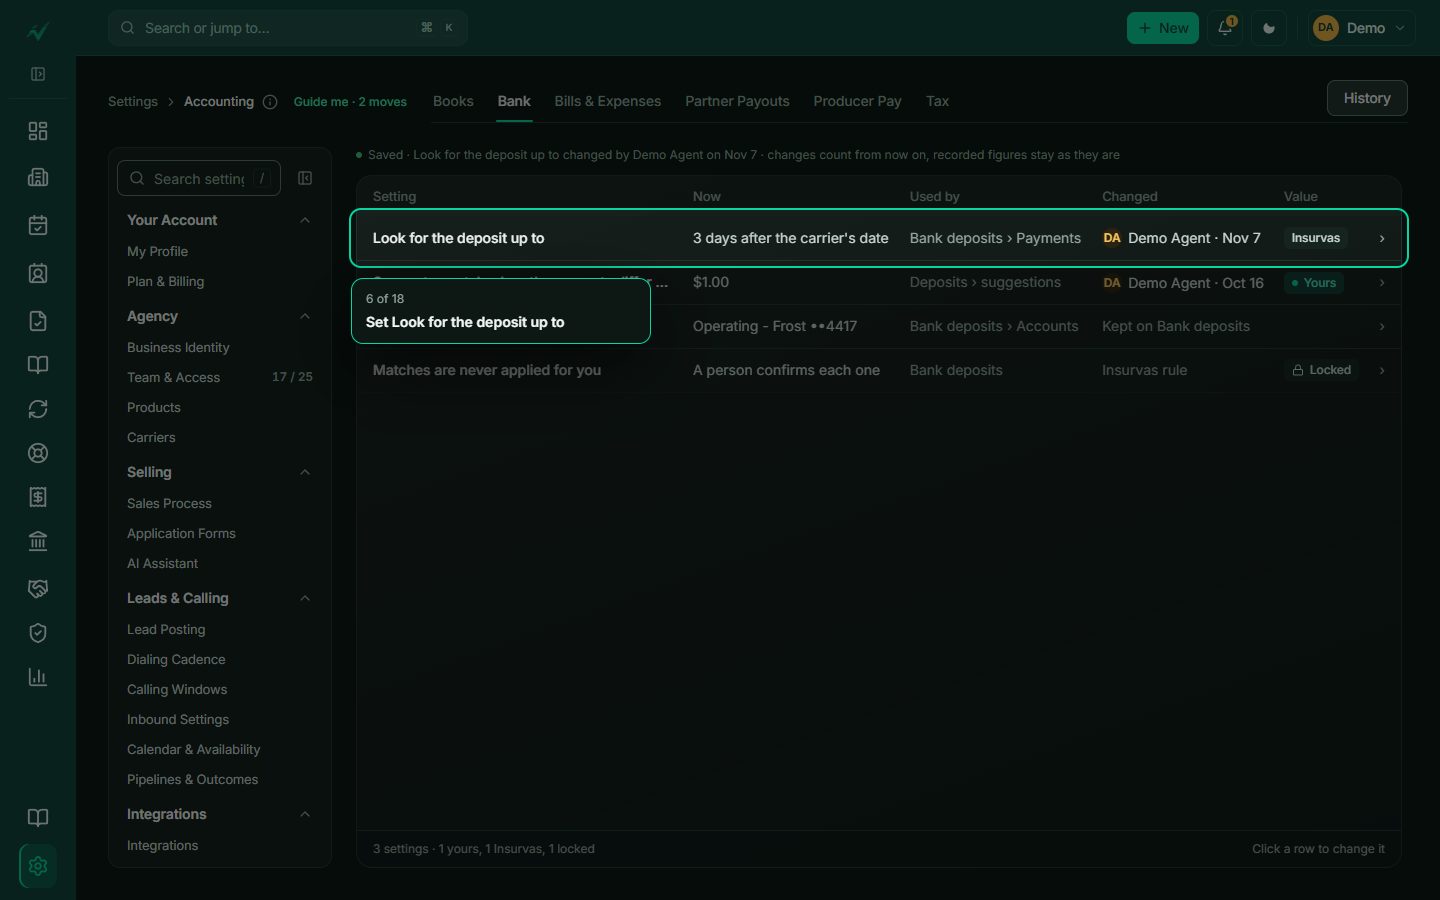 Search or jump to...
⌘ K
New
1
DA Demo
Settings › Accounting
Guide me · 2 moves
Books
Bank
Bills & Expenses
Partner Payouts
Producer Pay
Tax
History
Search setting
/
Your Account
My Profile
Plan & Billing
Agency
Business Identity
Team & Access 17 / 25
Products
Carriers
Selling
Sales Process
Application Forms
AI Assistant
Leads & Calling
Lead Posting
Dialing Cadence
Calling Windows
Inbound Settings
Calendar & Availability
Pipelines & Outcomes
Integrations
Integrations
Saved · Look for the deposit up to changed by Demo Agent on Nov 7 · changes count from now on, recorded figures stay as they are
Setting Now Used by Changed Value
Look for the deposit up to 3 days after the carrier's date Bank deposits › Payments DA Demo Agent · Nov 7 Insurvas ›
... $1.00 Deposits › suggestions DA Demo Agent · Oct 16 Yours ›
6 of 18
Set Look for the deposit up to
Operating - Frost ••4417 Bank deposits › Accounts Kept on Bank deposits ›
Matches are never applied for you A person confirms each one Bank deposits Insurvas rule Locked ›
3 settings · 1 yours, 1 Insurvas, 1 locked
Click a row to change it